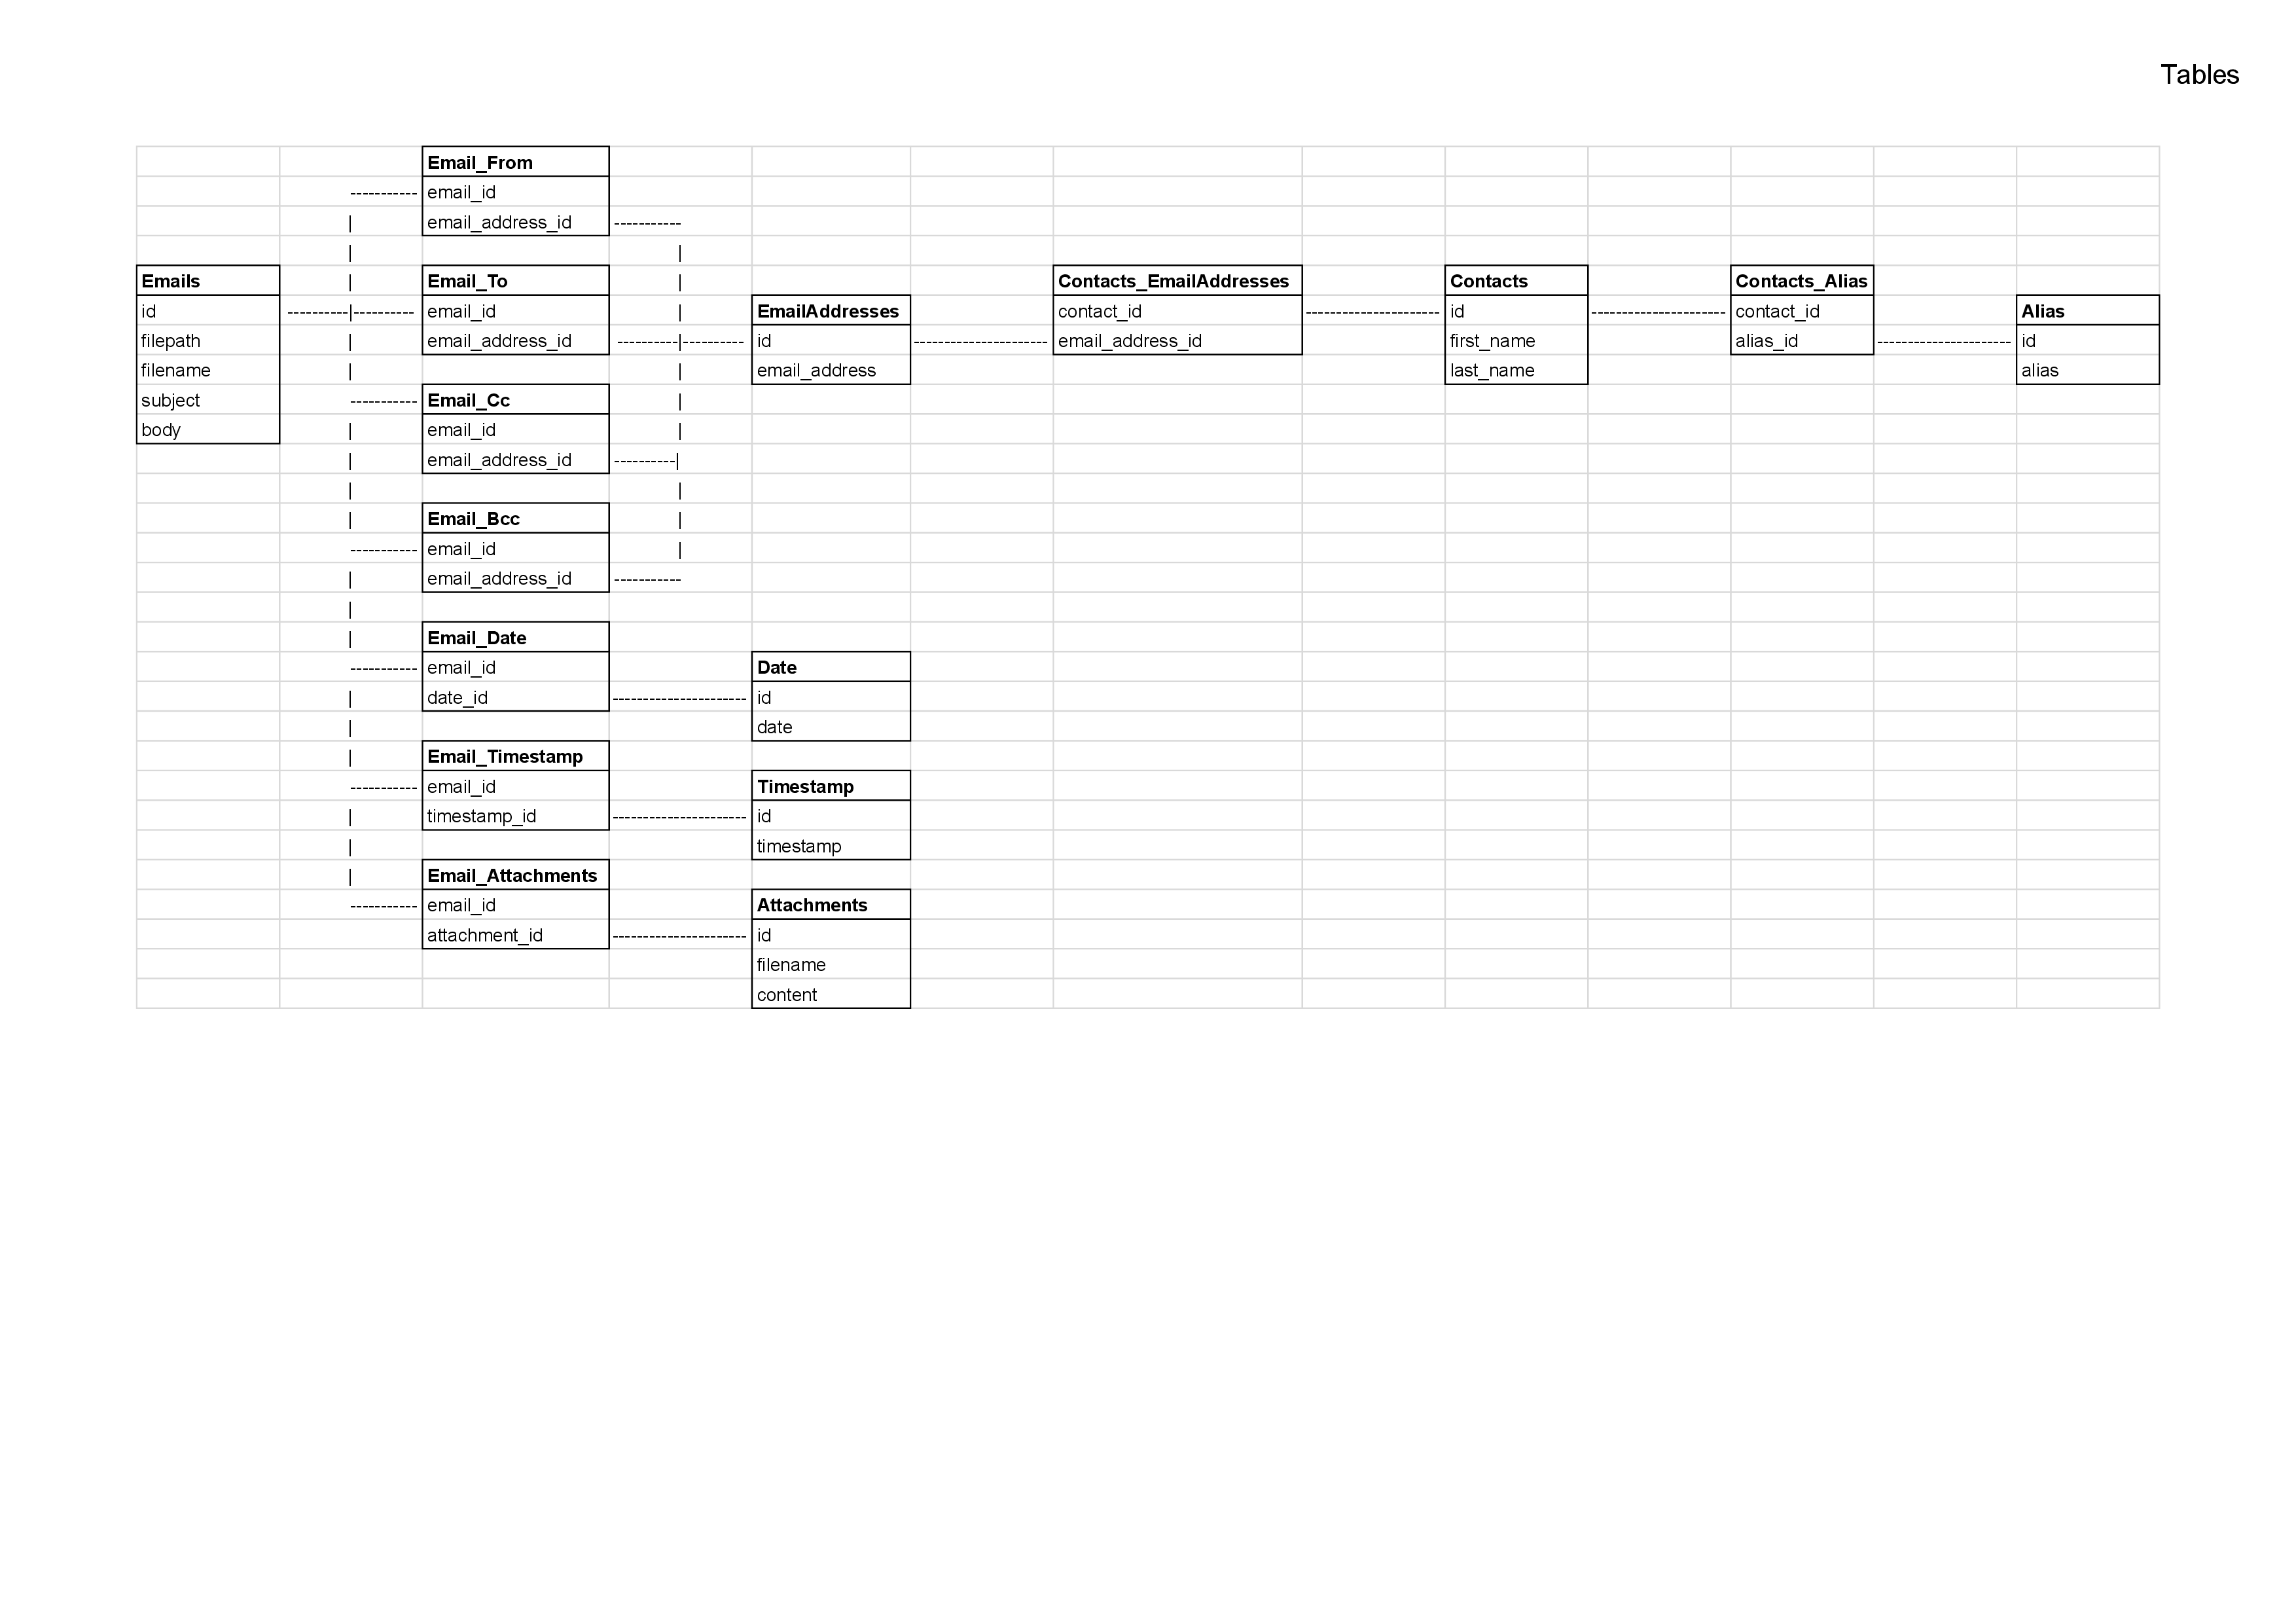 Tables
Email_From
email_id
email_address_id
Emails
id
filepath
filename
subject
body
Email_To
email_id
email_address_id
Email_Cc
email_id
email_address_id
Email_Bcc
email_id
email_address_id
Email_Date
email_id
date_id
Email_Timestamp
email_id
timestamp_id
Email_Attachments
email_id
attachment_id
EmailAddresses
id
email_address
Date
id
date
Timestamp
id
timestamp
Attachments
id
filename
content
Contacts_EmailAddresses
contact_id
email_address_id
Contacts
id
first_name
last_name
Contacts_Alias
contact_id
alias_id
Alias
id
alias